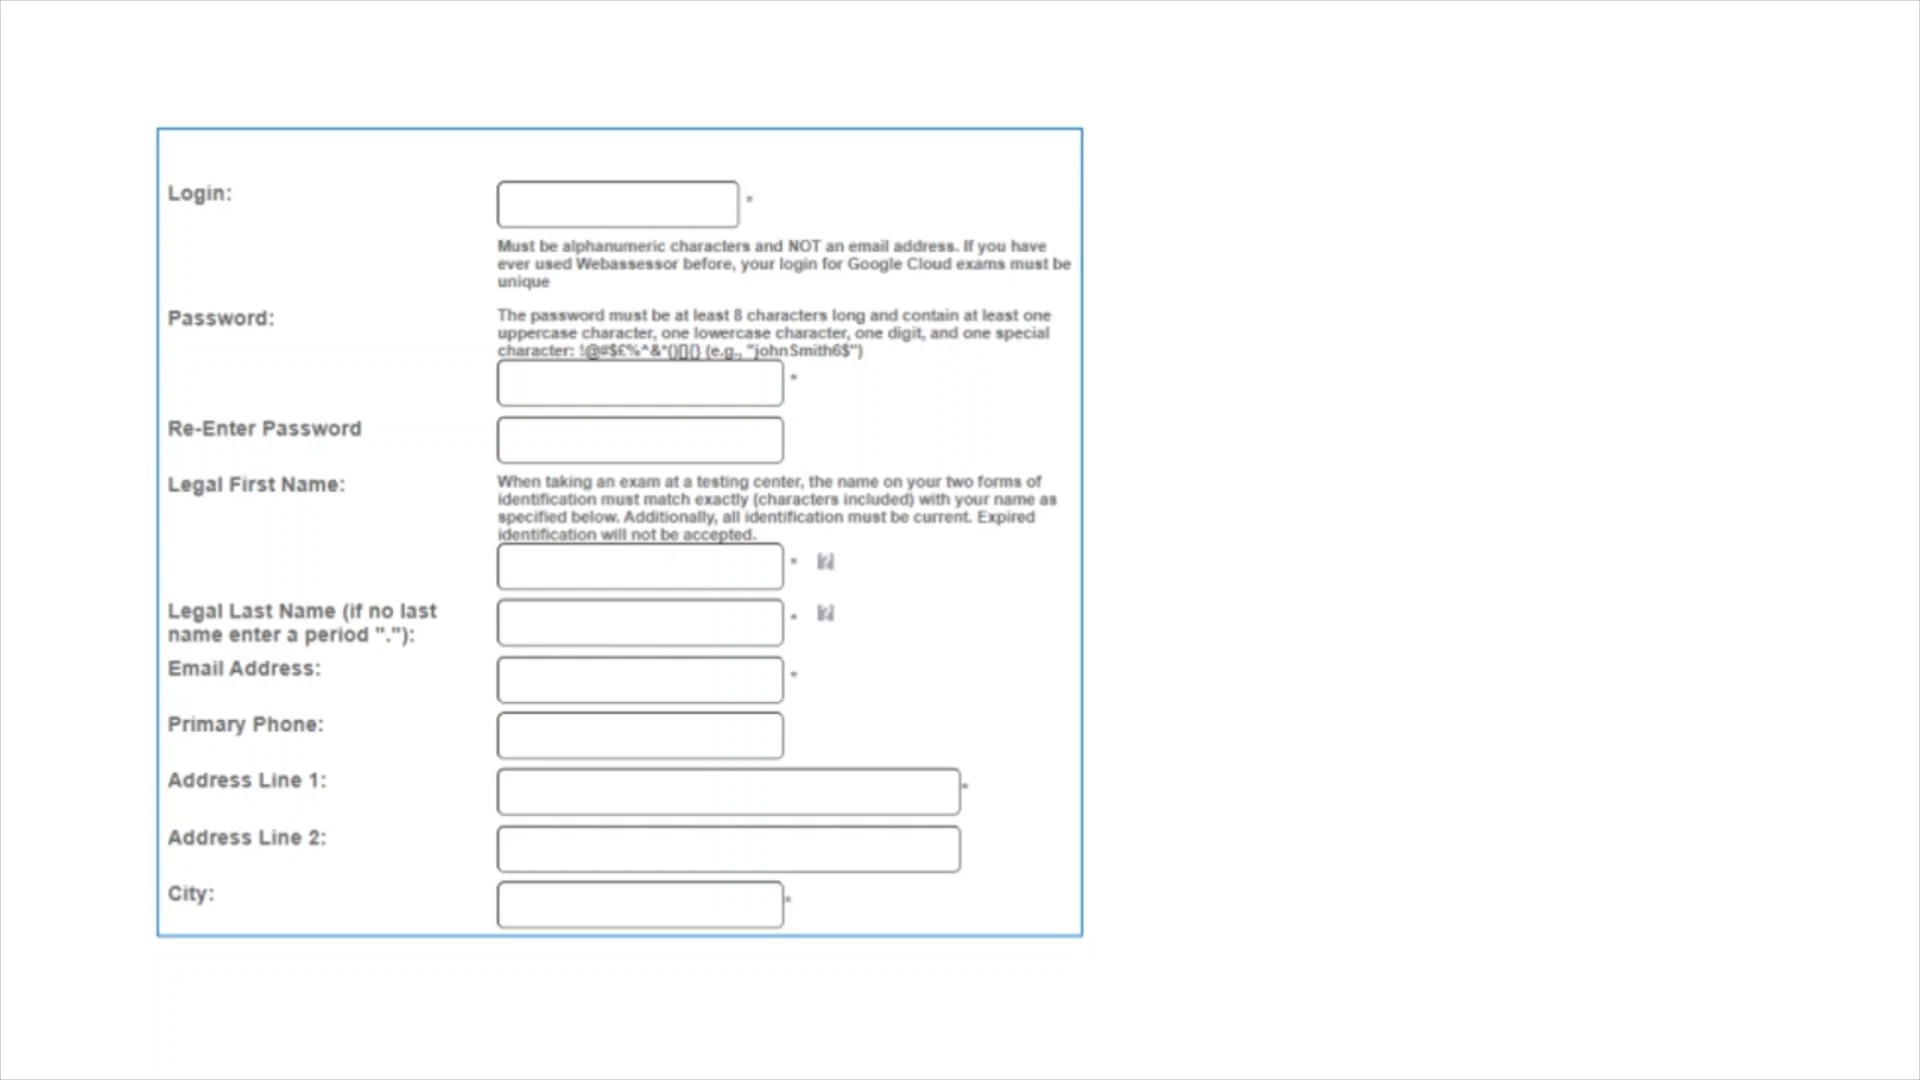 Login:
*
Must be alphanumeric characters and NOT an email address. If you have
ever used Webassessor before, your login for Google Cloud exams must be
unique
Password:
The password must be at least 8 characters long and contain at least one
uppercase character, one lowercase character, one digit, and one special
character: !@#$£%^&*()[]{} (e.g., "johnSmith6$")
*
Re-Enter Password
Legal First Name:
When taking an exam at a testing center, the name on your two forms of
identification must match exactly (characters included) with your name as
specified below. Additionally, all identification must be current. Expired
identification will not be accepted.
* ?
Legal Last Name (if no last
name enter a period "."):
* ?
Email Address:
*
Primary Phone:
Address Line 1:
*
Address Line 2:
City:
*